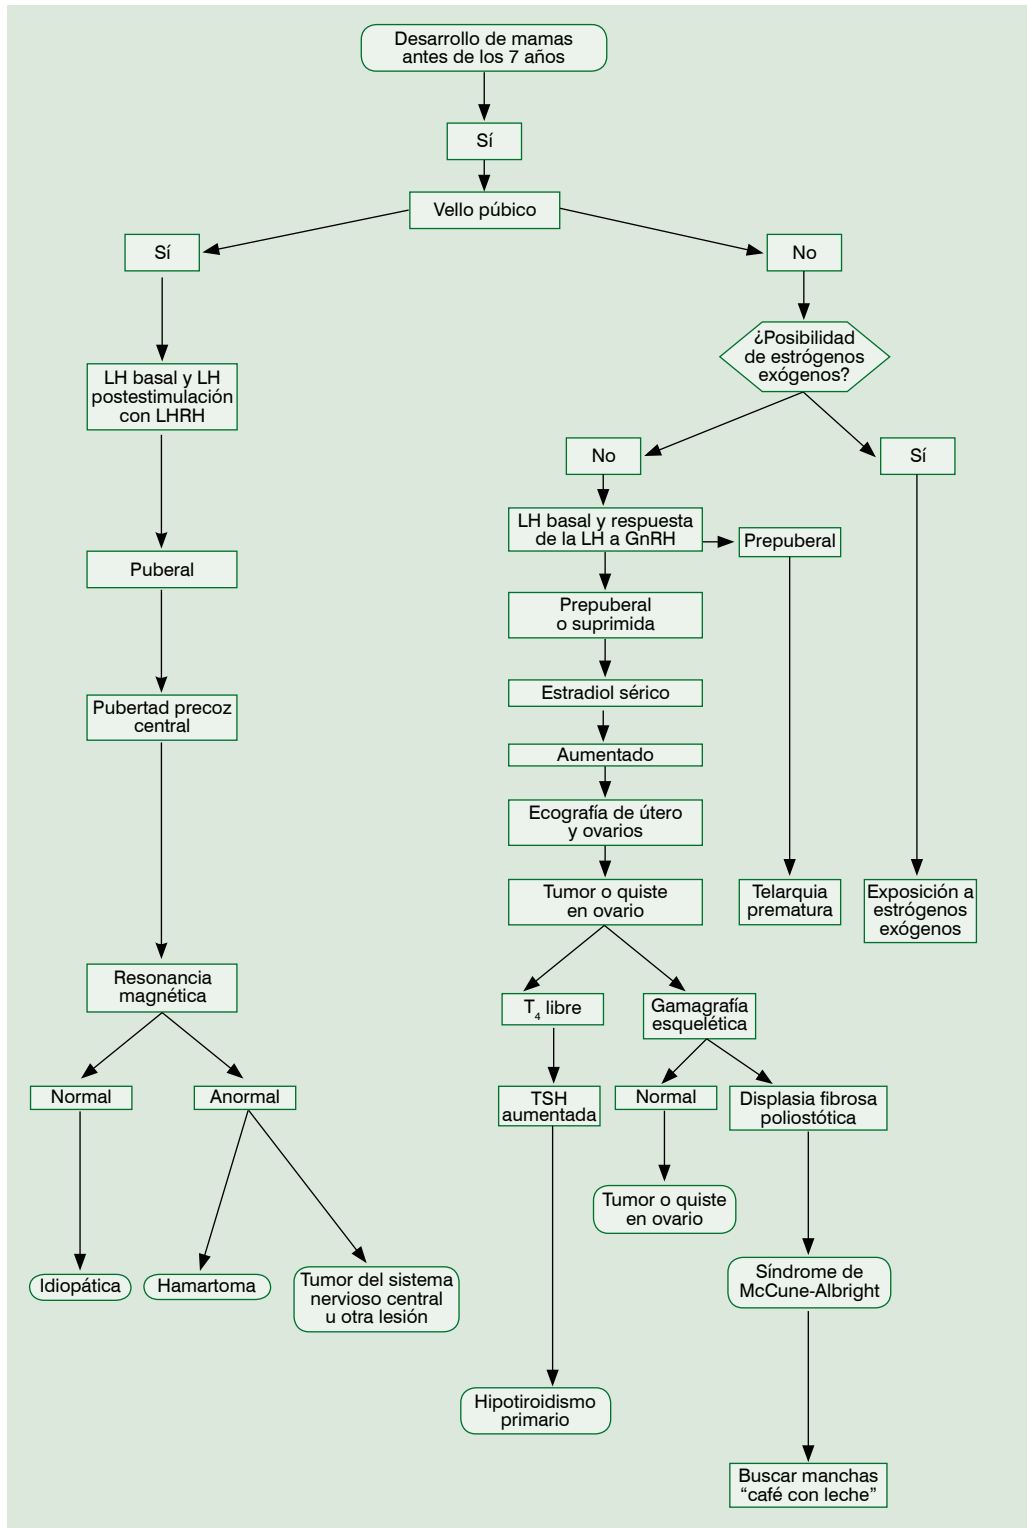 Desarrollo de mamas
antes de los 7 años
Sí
Vello púbico
Sí
No
¿Posibilidad
de estrógenos
exógenos?
LH basal y LH
postestimulación
con LHRH
No
Sí
LH basal y respuesta
de la LH a GnRH
Prepuberal
Puberal
Prepuberal
o suprimida
Estradiol sérico
Pubertad precoz
central
Aumentado
Ecografía de útero
y ovarios
Tumor o quiste
en ovario
Telarquia
prematura
Exposición a
estrógenos
exógenos
Resonancia
magnética
T4 libre
Gamagrafía
esquelética
Normal
Anormal
TSH
aumentada
Normal
Displasia fibrosa
poliostótica
Tumor o quiste
en ovario
Idiopática
Hamartoma
Tumor del sistema
nervioso central
u otra lesión
Síndrome de
McCune-Albright
Hipotiroidismo
primario
Buscar manchas
“café con leche”